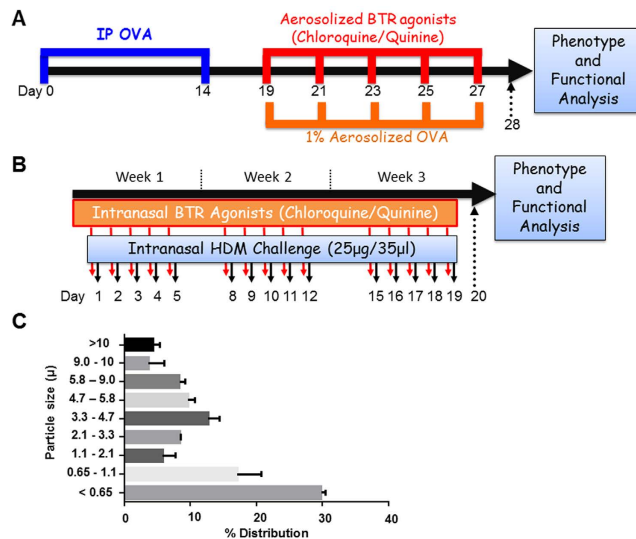 A
IP OVA
Aerosolized BTR agonists
(Chloroquine/Quinine)
Phenotype
and
Functional
Analysis
Day 0 14 19 21 23 25 27
28
1% Aerosolized OVA
B
Week 1 Week 2 Week 3
Phenotype
and
Functional
Analysis
Intranasal BTR Agonists (Chloroquine/Quinine)
Intranasal HDM Challenge (25µg/35µl)
Day 1 2 3 4 5 8 9 10 11 12 15 16 17 18 19 20
C
Particle size (µ)
>10
9.0 - 10
5.8 – 9.0
4.7 – 5.8
3.3 - 4.7
2.1 - 3.3
1.1 - 2.1
0.65 - 1.1
< 0.65
0 10 20 30 40
% Distribution